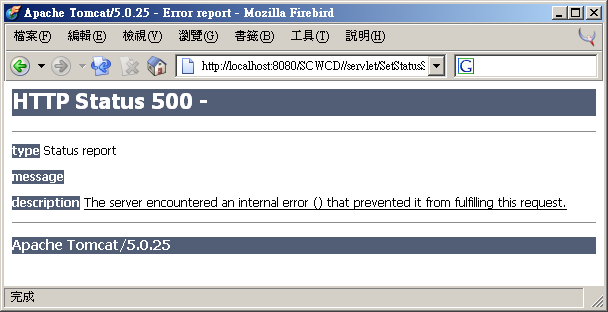 Apache Tomcat/5.0.25 - Error report - Mozilla Firebird
檔案(F) 編輯(E) 檢視(V) 瀏覽(G) 書籤(B) 工具(T) 說明(H)
http://localhost:8080/SCWCD//servlet/SetStatusS
G
HTTP Status 500 -
type Status report
message
description The server encountered an internal error () that prevented it from fulfilling this request.
Apache Tomcat/5.0.25
完成